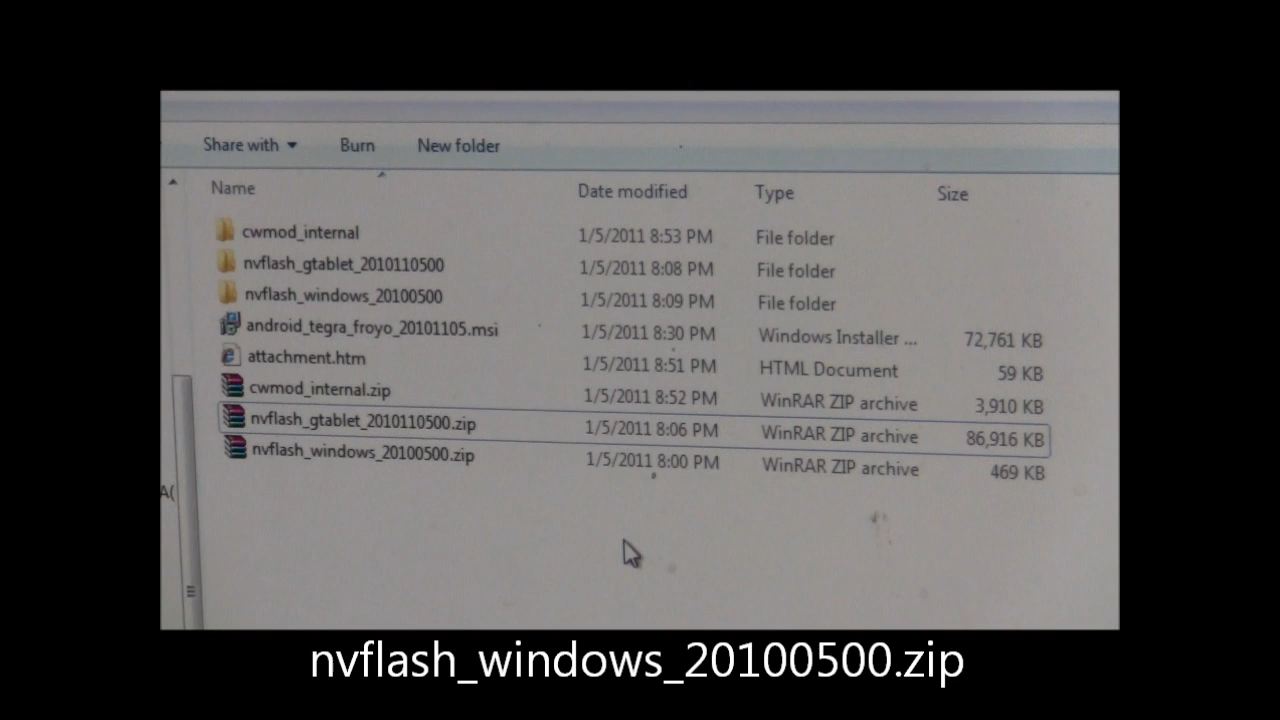 Share with Burn New folder
Name Date modified Type Size
cwmod_internal 1/5/2011 8:53 PM File folder
nvflash_gtablet_2010110500 1/5/2011 8:08 PM File folder
nvflash_windows_20100500 1/5/2011 8:09 PM File folder
android_tegra_froyo_20101105.msi 1/5/2011 8:30 PM Windows Installer ... 72,761 KB
attachment.htm 1/5/2011 8:51 PM HTML Document 59 KB
cwmod_internal.zip 1/5/2011 8:52 PM WinRAR ZIP archive 3,910 KB
nvflash_gtablet_2010110500.zip 1/5/2011 8:06 PM WinRAR ZIP archive 86,916 KB
nvflash_windows_20100500.zip 1/5/2011 8:00 PM WinRAR ZIP archive 469 KB
A(
nvflash_windows_20100500.zip